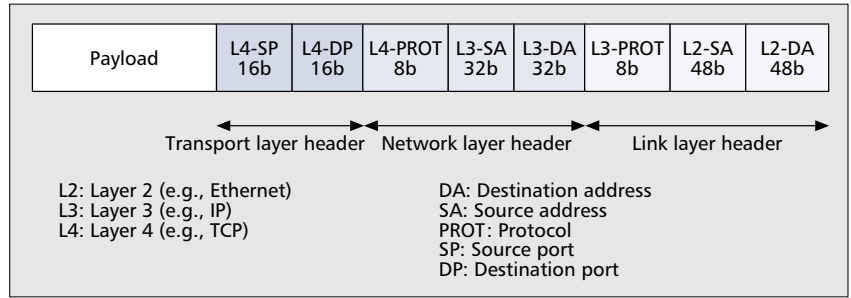 Payload
L4-SP
16b
L4-DP
16b
L4-PROT
8b
L3-SA
32b
L3-DA
32b
L3-PROT
8b
L2-SA
48b
L2-DA
48b
Transport layer header
Network layer header
Link layer header
L2: Layer 2 (e.g., Ethernet)
L3: Layer 3 (e.g., IP)
L4: Layer 4 (e.g., TCP)
DA: Destination address
SA: Source address
PROT: Protocol
SP: Source port
DP: Destination port